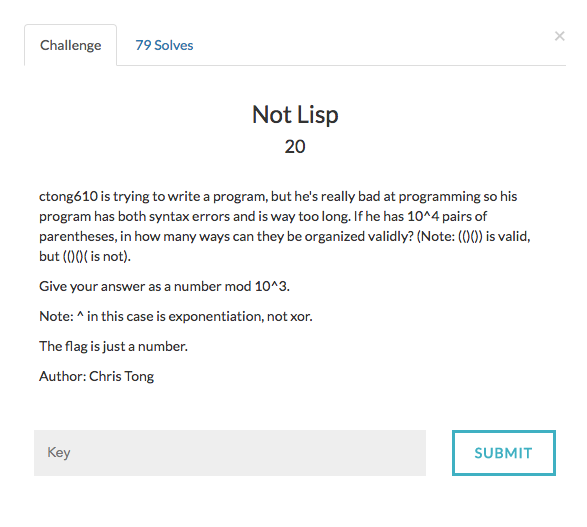 Challenge
79 Solves
×
Not Lisp
20
ctong610 is trying to write a program, but he's really bad at programming so his
program has both syntax errors and is way too long. If he has 10^4 pairs of
parentheses, in how many ways can they be organized validly? (Note: (()()) is valid,
but (()()( is not).
Give your answer as a number mod 10^3.
Note: ^ in this case is exponentiation, not xor.
The flag is just a number.
Author: Chris Tong
Key
SUBMIT